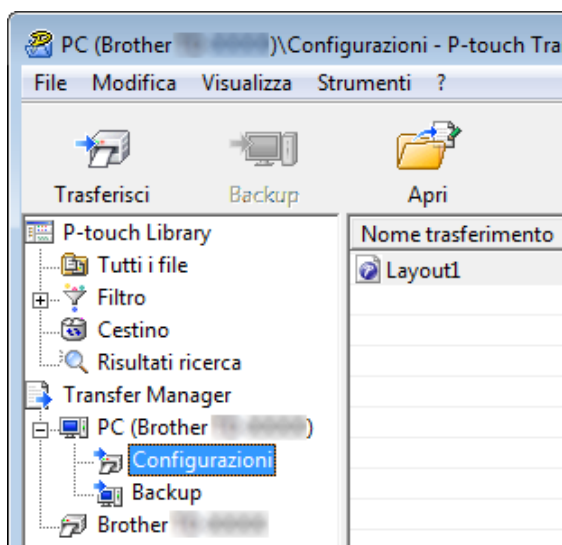 PC (Brother )\Configurazioni - P-touch Tra
File Modifica Visualizza Strumenti ?
Trasferisci Backup Apri
P-touch Library
Tutti i file
Filtro
Cestino
Risultati ricerca
Transfer Manager
PC (Brother )
Configurazioni
Backup
Brother
Nome trasferimento
Layout1